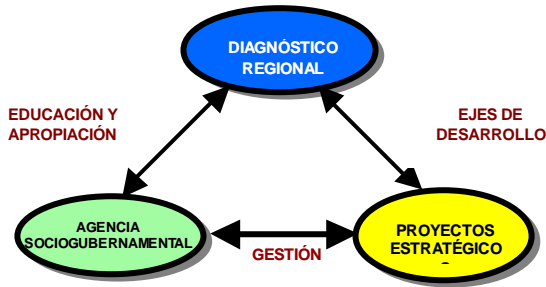 DIAGNÓSTICO
REGIONAL
EDUCACIÓN Y
APROPIACIÓN
EJES DE
DESARROLLO
AGENCIA
SOCIOGUBERNAMENTAL
GESTIÓN
PROYECTOS
ESTRATÉGICO